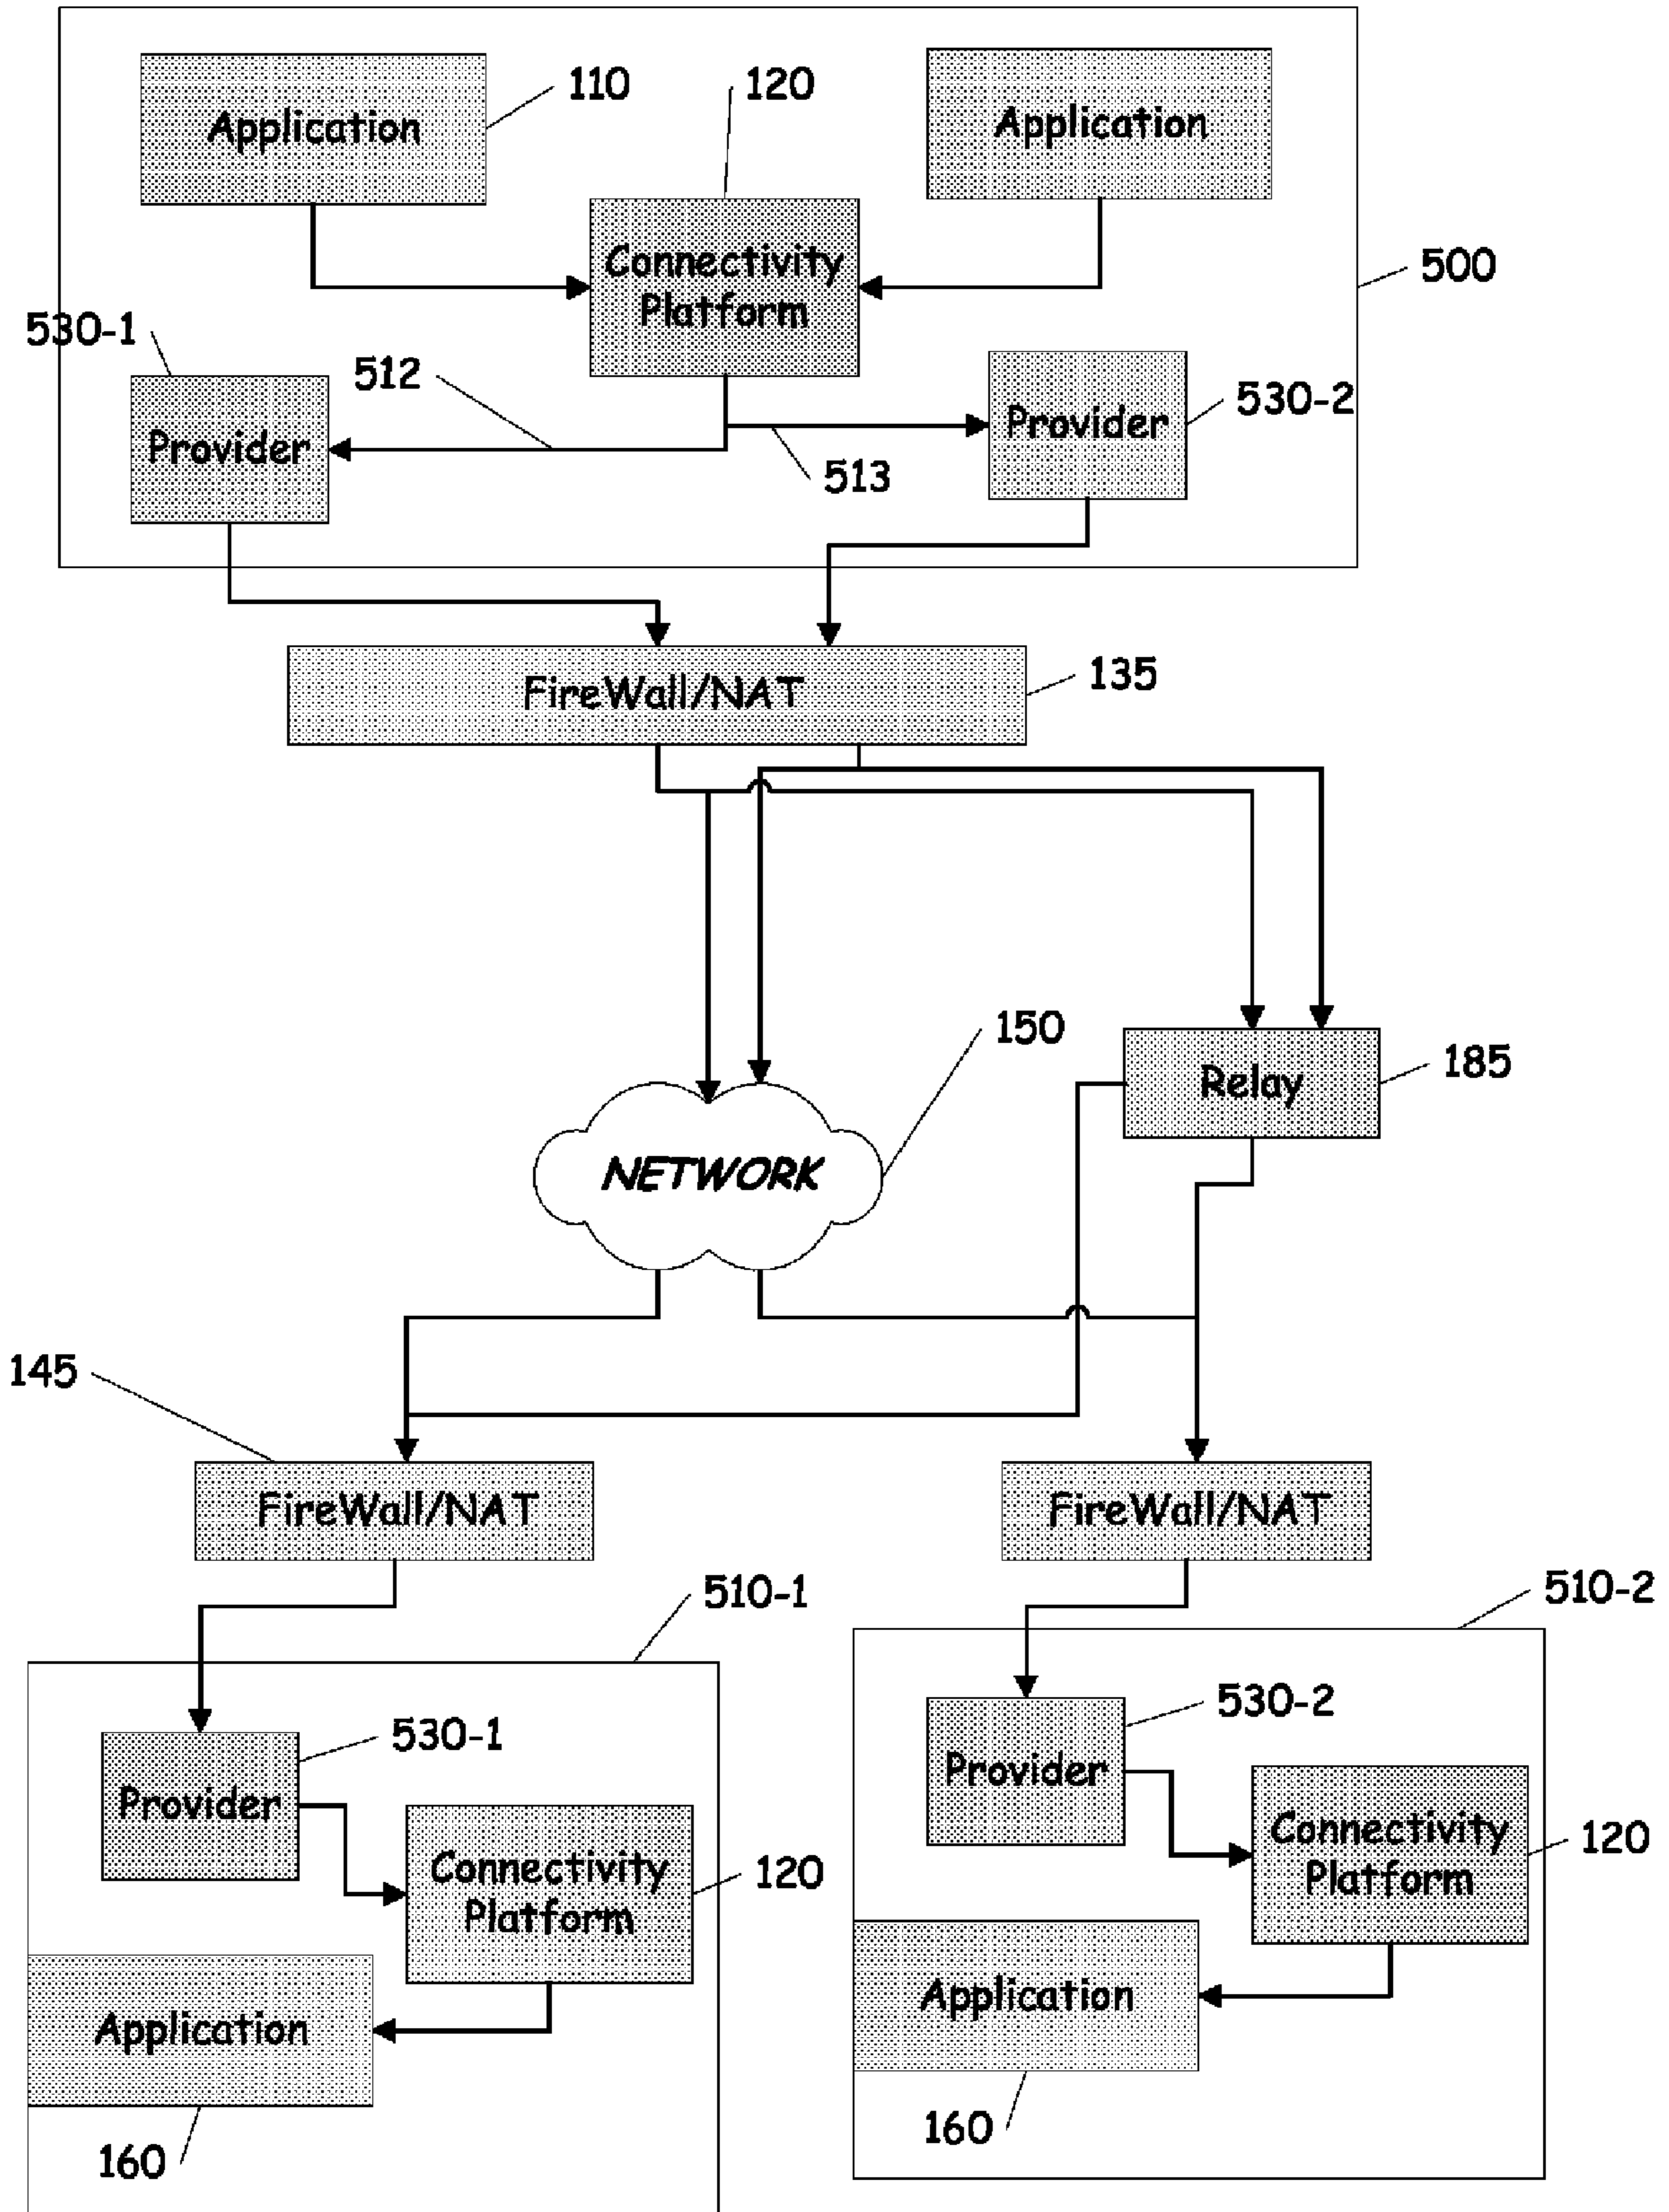 110
120
Application
Application
Connectivity
Platform
500
530-1
512
530-2
Provider
Provider
513
FireWall/NAT
135
150
185
Relay
NETWORK
145
FireWall/NAT
FireWall/NAT
510-1
510-2
530-1
530-2
Provider
Provider
Connectivity
Platform
120
Connectivity
Platform
120
Application
Application
160
160